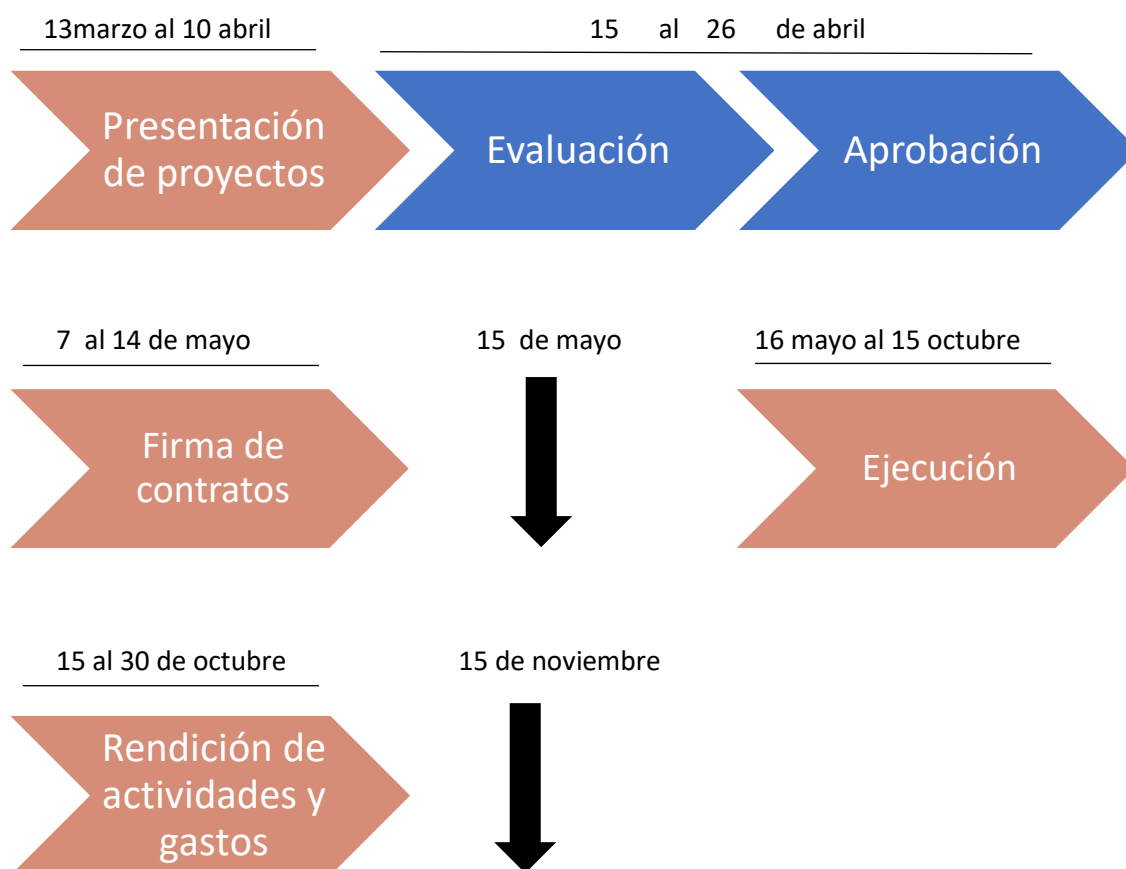 13marzo al 10 abril
15 al 26 de abril
Presentación
de proyectos
Evaluación
Aprobación
7 al 14 de mayo
15 de mayo
16 mayo al 15 octubre
Firma de
contratos
Ejecución
15 al 30 de octubre
15 de noviembre
Rendición de
actividades y
gastos